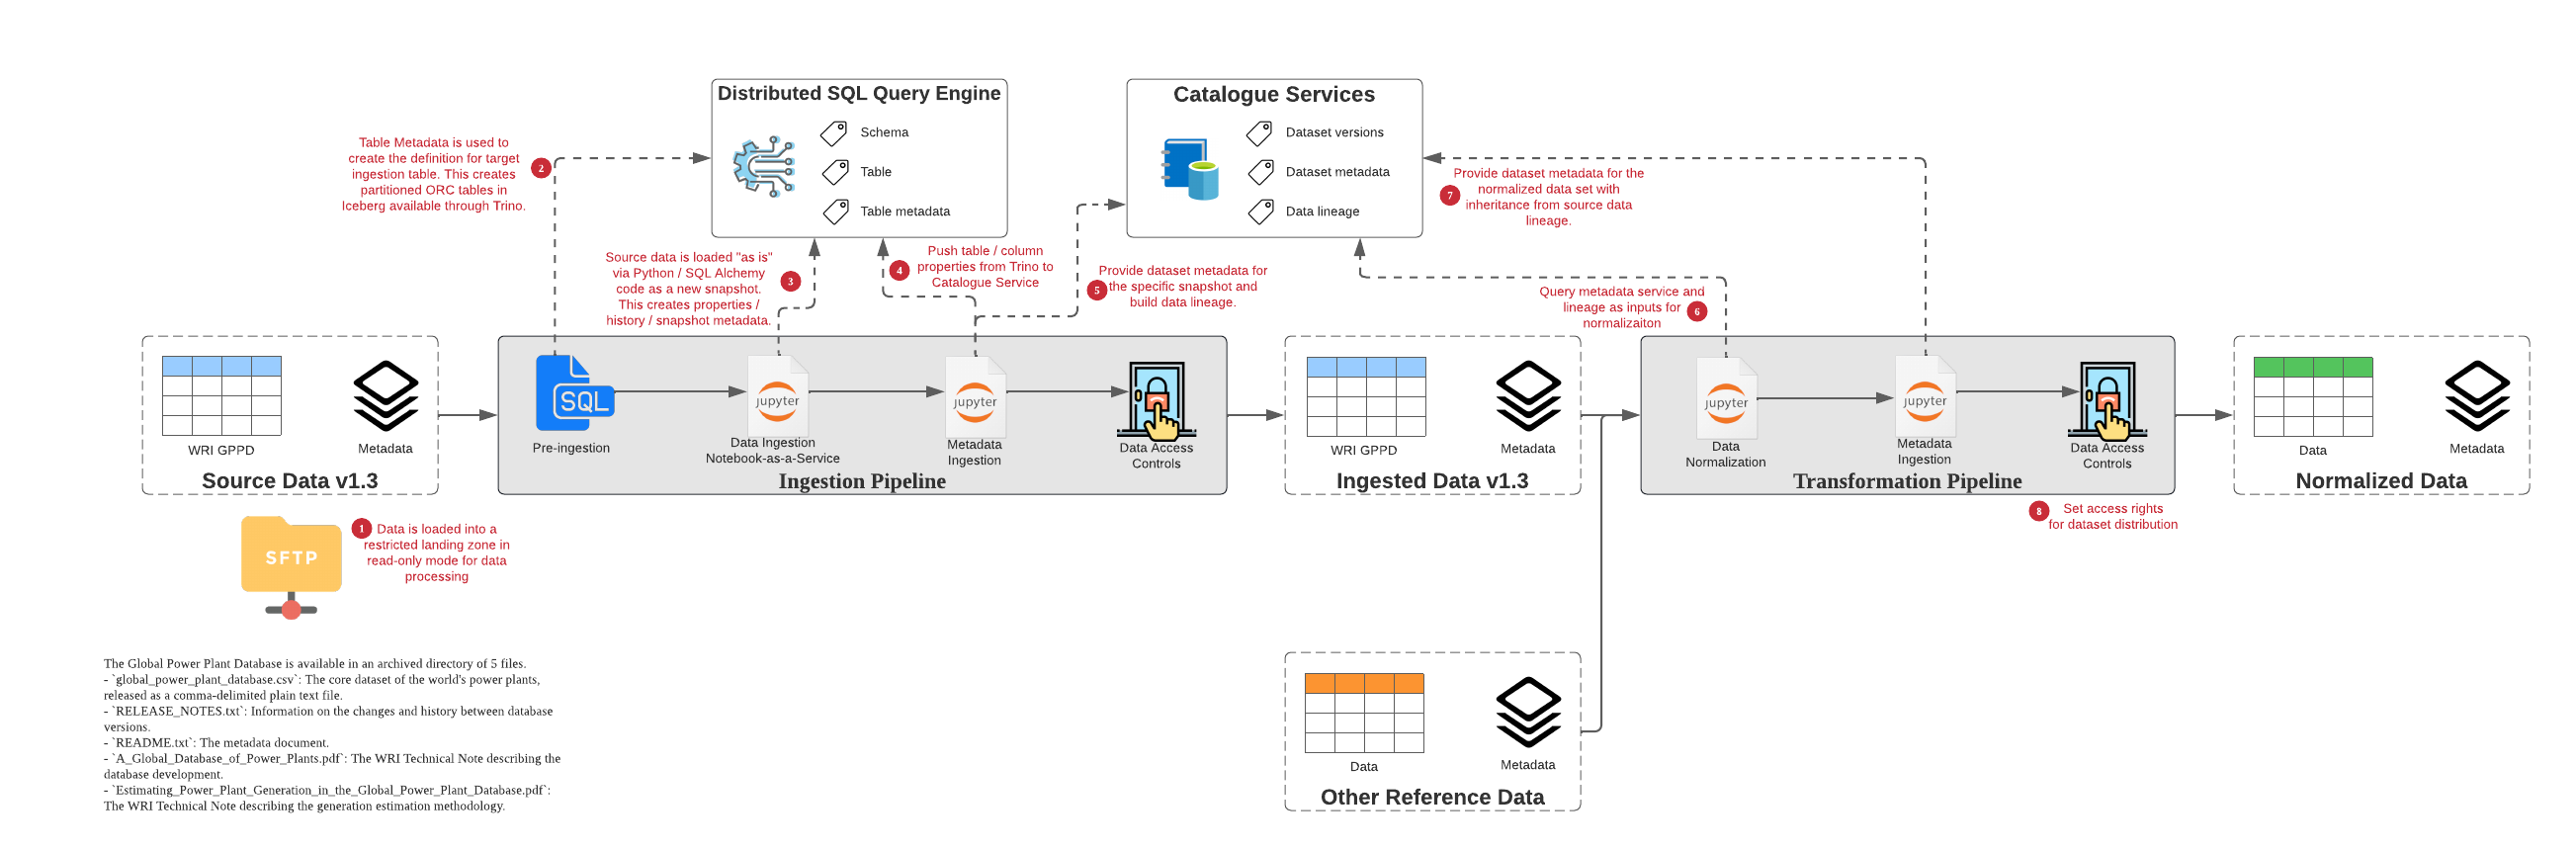 Distributed SQL Query Engine
Schema
Table
Table metadata
Catalogue Services
Dataset versions
Dataset metadata
Data lineage
2
Table Metadata is used to
create the definition for target
ingestion table. This creates
partitioned ORC tables in
Iceberg available through Trino.
3
Source data is loaded "as is"
via Python / SQL Alchemy
code as a new snapshot.
This creates properties /
history / snapshot metadata.
4
Push table / column
properties from Trino to
Catalogue Service
5
Provide dataset metadata for
the specific snapshot and
build data lineage.
7
Provide dataset metadata for the
normalized data set with
inheritance from source data
lineage.
6
Query metadata service and
lineage as inputs for
normalizaiton
WRI GPPD
Metadata
Source Data v1.3
SQL
Pre-ingestion
jupyter
Data Ingestion
Notebook-as-a-Service
jupyter
Metadata
Ingestion
Data Access
Controls
Ingestion Pipeline
WRI GPPD
Metadata
Ingested Data v1.3
jupyter
Data
Normalization
jupyter
Metadata
Ingestion
Data Access
Controls
Transformation Pipeline
Data
Metadata
Normalized Data
8
Set access rights
for dataset distribution
SFTP
1
Data is loaded into a
restricted landing zone in
read-only mode for data
processing
The Global Power Plant Database is available in an archived directory of 5 files.
- `global_power_plant_database.csv`: The core dataset of the world's power plants,
released as a comma-delimited plain text file.
- `RELEASE_NOTES.txt`: Information on the changes and history between database
versions.
- `README.txt`: The metadata document.
- `A_Global_Database_of_Power_Plants.pdf`: The WRI Technical Note describing the
database development.
- `Estimating_Power_Plant_Generation_in_the_Global_Power_Plant_Database.pdf`:
The WRI Technical Note describing the generation estimation methodology.
Data
Metadata
Other Reference Data